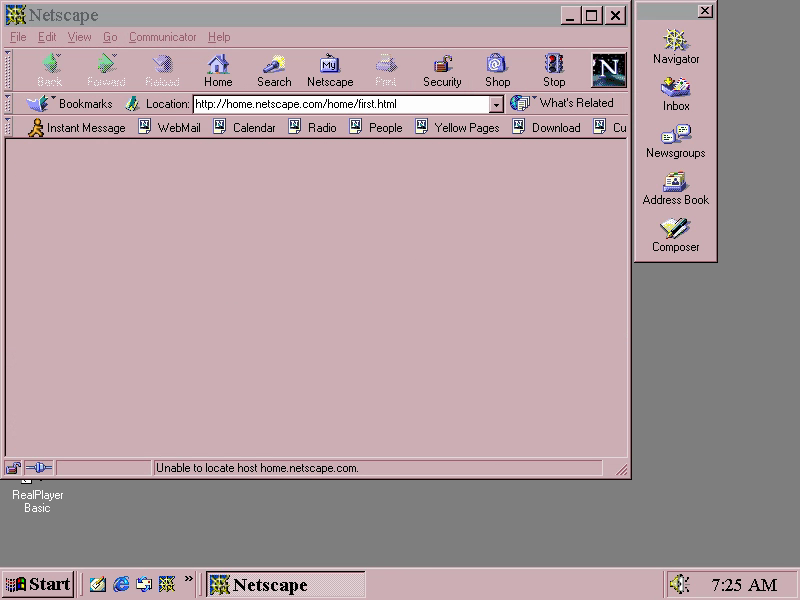 Netscape
File Edit View Go Communicator Help
Back Forward Reload Home Search My Netscape Print Security Shop Stop N
Bookmarks Location: http://home.netscape.com/home/first.html What's Related
Instant Message WebMail Calendar Radio People Yellow Pages Download Cu
Unable to locate host home.netscape.com.
Navigator
Inbox
Newsgroups
Address Book
Composer
RealPlayer
Basic
Start » Netscape 7:25 AM